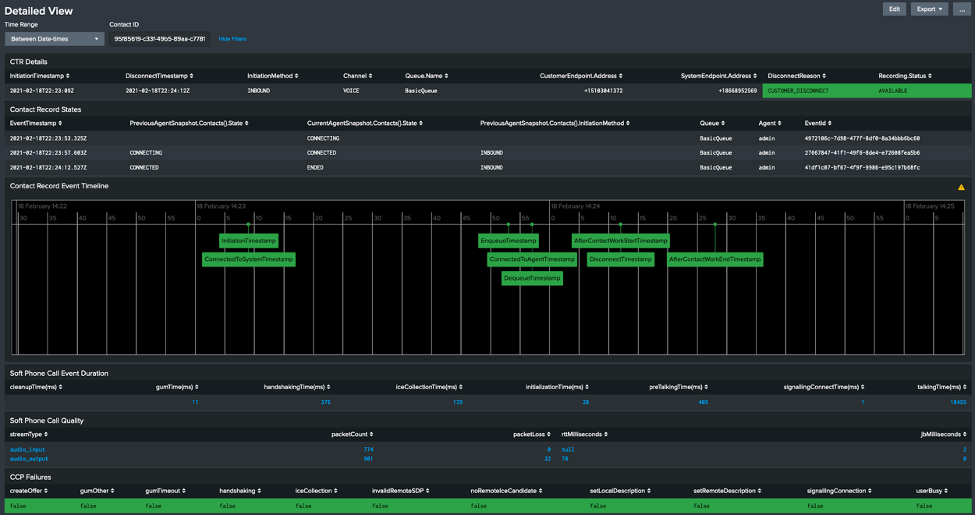 Detailed View
Edit Export ...
Time Range Contact ID
Between Date-times 95f85619-c33f-49b5-89aa-c7781 Hide Filters
CTR Details
InitiationTimestamp DisconnectTimestamp InitiationMethod Channel Queue.Name CustomerEndpoint.Address SystemEndpoint.Address DisconnectReason Recording.Status
2021-02-18T22:23:09Z 2021-02-18T22:24:12Z INBOUND VOICE BasicQueue +15103041372 +18668952569 CUSTOMER_DISCONNECT AVAILABLE
Contact Record States
EventTimestamp PreviousAgentSnapshot.Contacts{}.State CurrentAgentSnapshot.Contacts{}.State PreviousAgentSnapshot.Contacts{}.InitiationMethod Queue Agent EventId
2021-02-18T22:23:53.325Z CONNECTING BasicQueue admin 4972106c-7d98-477f-8df0-8a34bbb6bc60
2021-02-18T22:23:57.603Z CONNECTING CONNECTED INBOUND BasicQueue admin 27667847-41f1-49f6-8de4-e72608fea5b6
2021-02-18T22:24:12.527Z CONNECTED ENDED INBOUND BasicQueue admin 41df1c07-bf67-4f9f-9986-e95c197b68fc
Contact Record Event Timeline
18 February 14:22 18 February 14:23 18 February 14:24 18 February 14:25
30 35 40 45 50 55 0 5 10 15 20 25 30 35 40 45 50 55 0 5 10 15 20 25 30 35 40 45 50 55 0 5
InitiationTimestamp EnqueueTimestamp AfterContactWorkStartTimestamp
ConnectedToSystemTimestamp ConnectedToAgentTimestamp DisconnectTimestamp AfterContactWorkEndTimestamp
DequeueTimestamp
Soft Phone Call Event Duration
cleanupTime(ms) gumTime(ms) handshakingTime(ms) iceCollectionTime(ms) initializationTime(ms) preTalkingTime(ms) signallingConnectTime(ms) talkingTime(ms)
11 376 129 28 405 18455
Soft Phone Call Quality
streamType packetCount packetLoss rttMilliseconds jbMilliseconds
audio_input 774 0 null 2
audio_output 901 32 70 0
CCP Failures
createOffer gumOther gumTimeout handshaking iceCollection invalidRemoteSDP noRemoteIceCandidate setLocalDescription setRemoteDescription signallingConnection userBusy
false false false false false false false false false false false